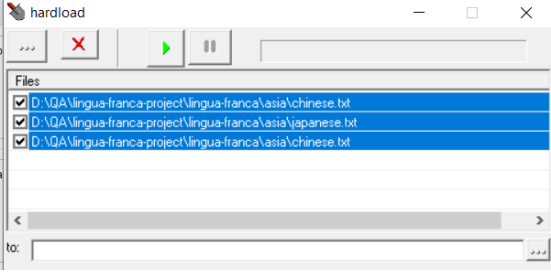 hardload
...
Files
D:\QA\lingua-franca-project\lingua-franca\asia\chinese.txt
D:\QA\lingua-franca-project\lingua-franca\asia\japanese.txt
D:\QA\lingua-franca-project\lingua-franca\asia\chinese.txt
to: ...